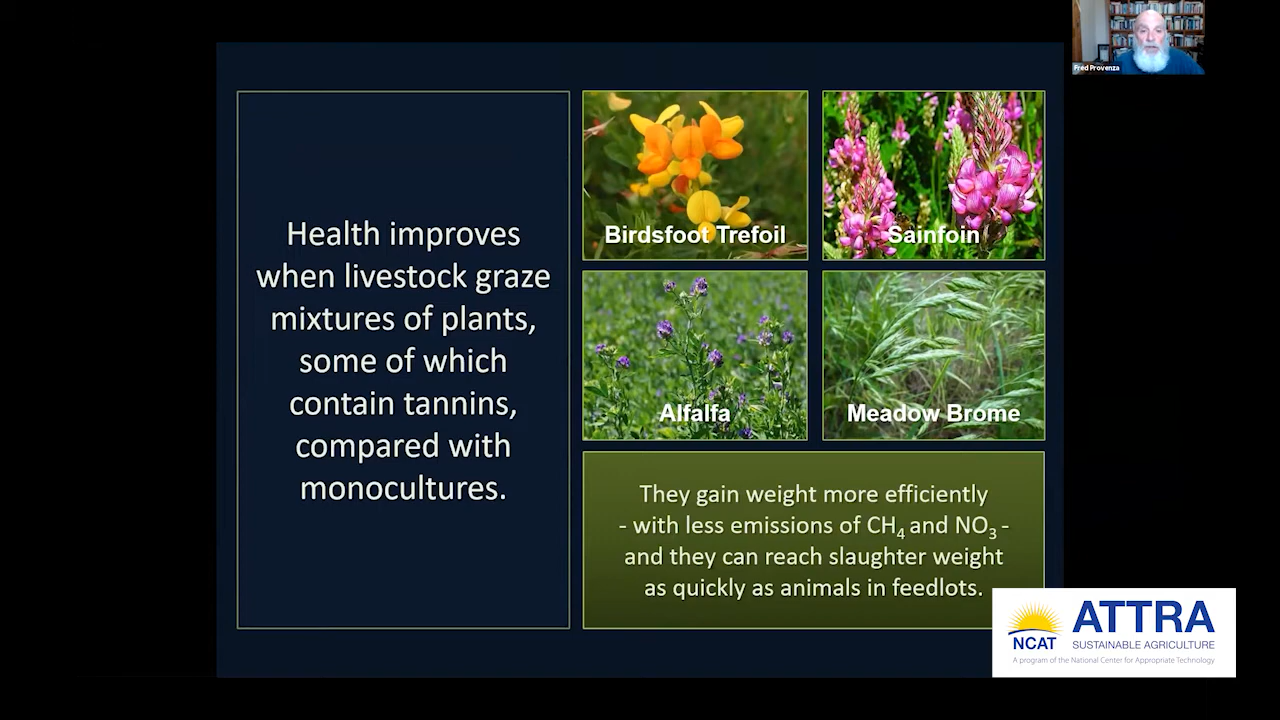 Fred Provenza
Health improves
when livestock graze
mixtures of plants,
some of which
contain tannins,
compared with
monocultures.
Birdsfoot Trefoil
Sainfoin
Alfalfa
Meadow Brome
They gain weight more efficiently
- with less emissions of CH₄ and NO₃ -
and they can reach slaughter weight
as quickly as animals in feedlots.
NCAT
ATTRA
SUSTAINABLE AGRICULTURE
A program of the National Center for Appropriate Technology